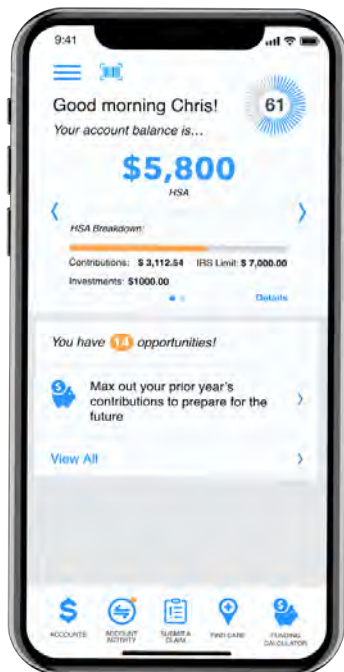 9:41
Good morning Chris!
61
Your account balance is...
$5,800
HSA
HSA Breakdown:
Contributions: $ 3,112.54 IRS Limit: $ 7,000.00
Investments: $1000.00
Details
You have 14 opportunities!
Max out your prior year's
contributions to prepare for the
future
View All
ACCOUNTS
ACCOUNT
ACTIVITY
SUBMIT A
CLAIM
FIND CARE
FUNDING
CALCULATOR